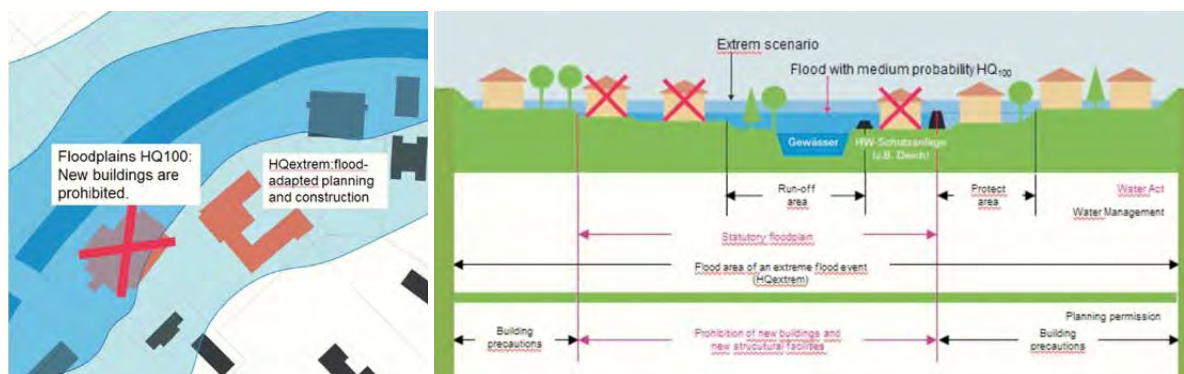 Floodplains HQ100:
New buildings are
prohibited.
HQextrem:flood-
adapted planning
and construction
Extrem scenario
Flood with medium probability HQ100
Gewässer
HW-Schutzanlage
(z.B. Deich)
Run-off
area
Protect area
Water Act
Water Management
Statutory floodplain
Flood area of an extreme flood event
(HQextrem)
Planning permission
Building
precautions
Prohibition of new buildings and
new strucutural facilities
Building
precautions